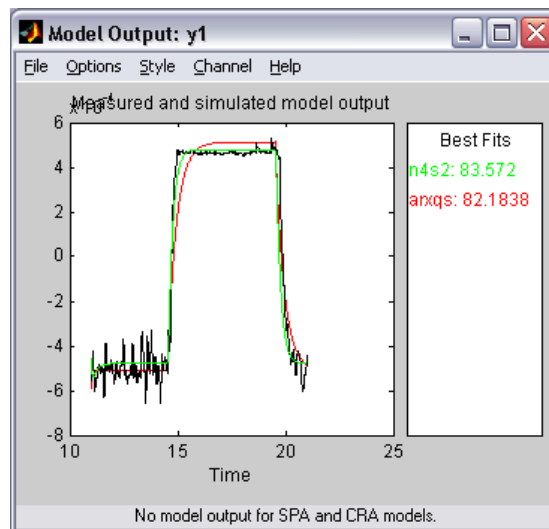 Model Output: y1
File Options Style Channel Help
Measured and simulated model output
6
4
2
0
-2
-4
-6
-8
10 15 20 25
Time
Best Fits
n4s2: 83.572
arxqs: 82.1838
No model output for SPA and CRA models.